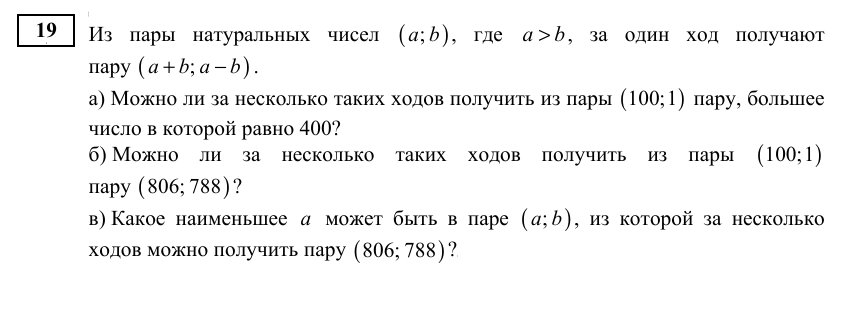 19
Из пары натуральных чисел (a;b), где a>b, за один ход получают
пару (a+b;a−b).
а) Можно ли за несколько таких ходов получить из пары (100;1) пару, большее
число в которой равно 400?
б) Можно ли за несколько таких ходов получить из пары (100;1)
пару (806;788)?
в) Какое наименьшее a может быть в паре (a;b), из которой за несколько
ходов можно получить пару (806;788)?